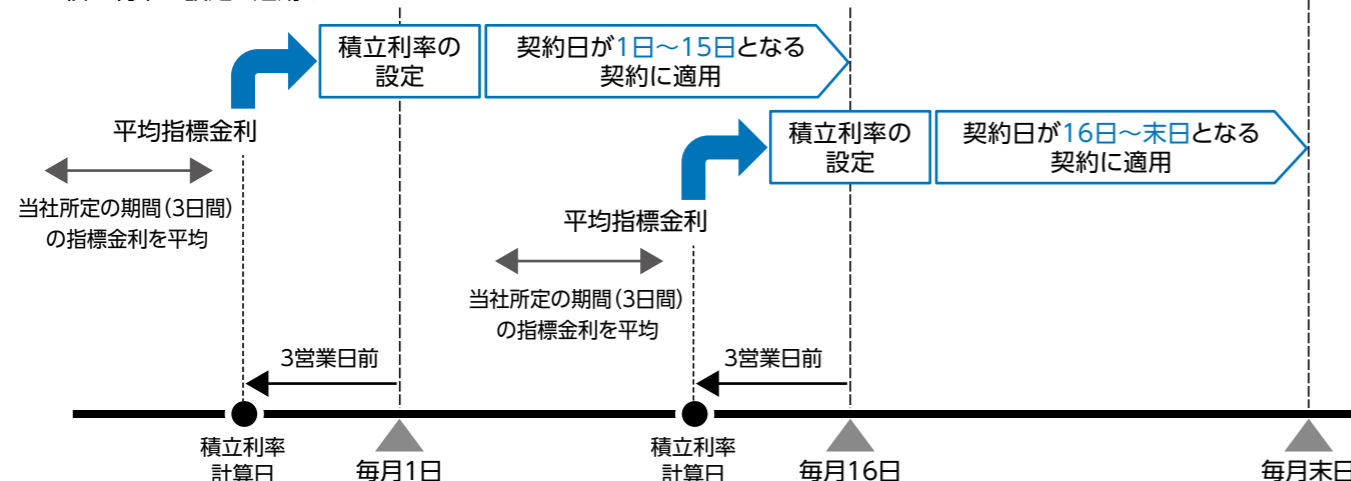 積立利率の
設定
契約日が1日～15日となる
契約に適用
平均指標金利
当社所定の期間(3日間)
の指標金利を平均
積立利率の
設定
契約日が16日～末日となる
契約に適用
平均指標金利
当社所定の期間(3日間)
の指標金利を平均
3営業日前
3営業日前
積立利率
計算日
毎月1日
積立利率
計算日
毎月16日
毎月末日